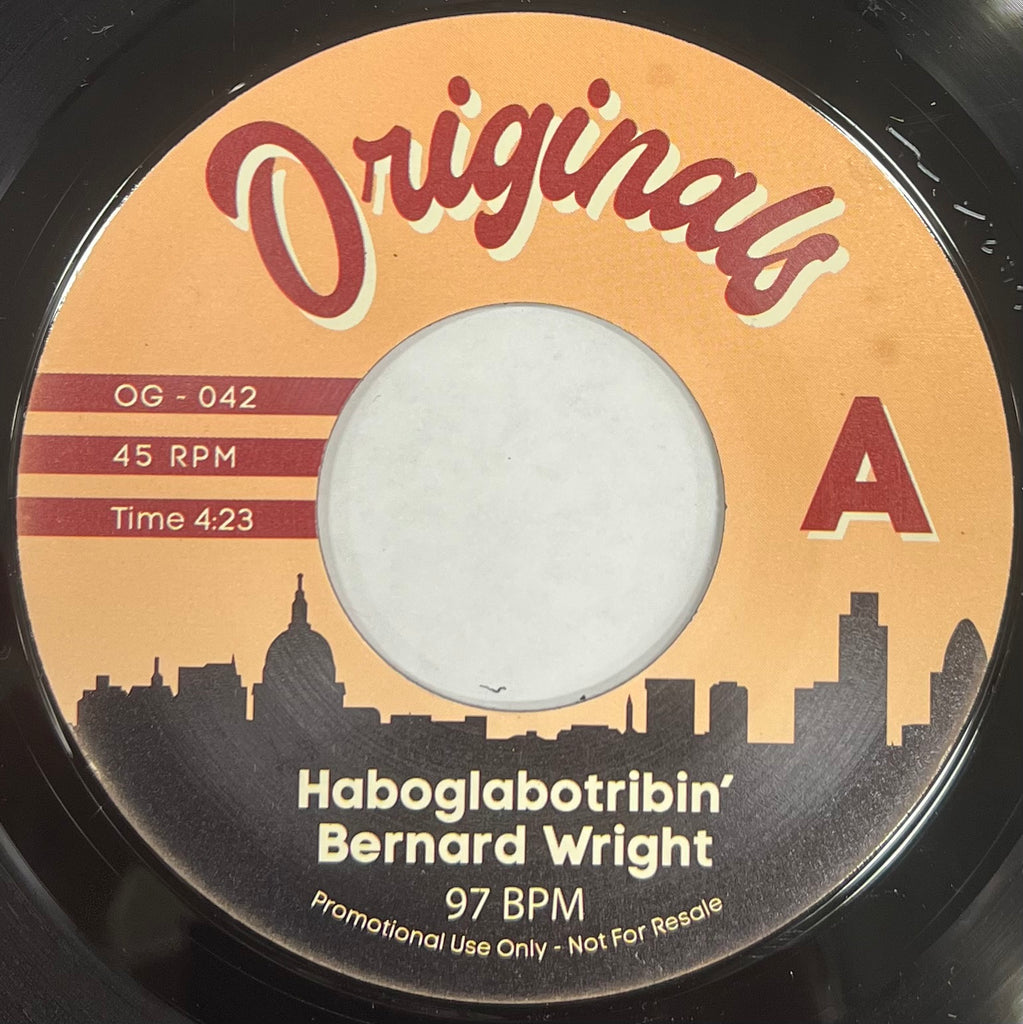 Originals
OG - 042
45 RPM
Time 4:23
A
Haboglabotribin'
Bernard Wright
97 BPM
Promotional Use Only - Not For Resale